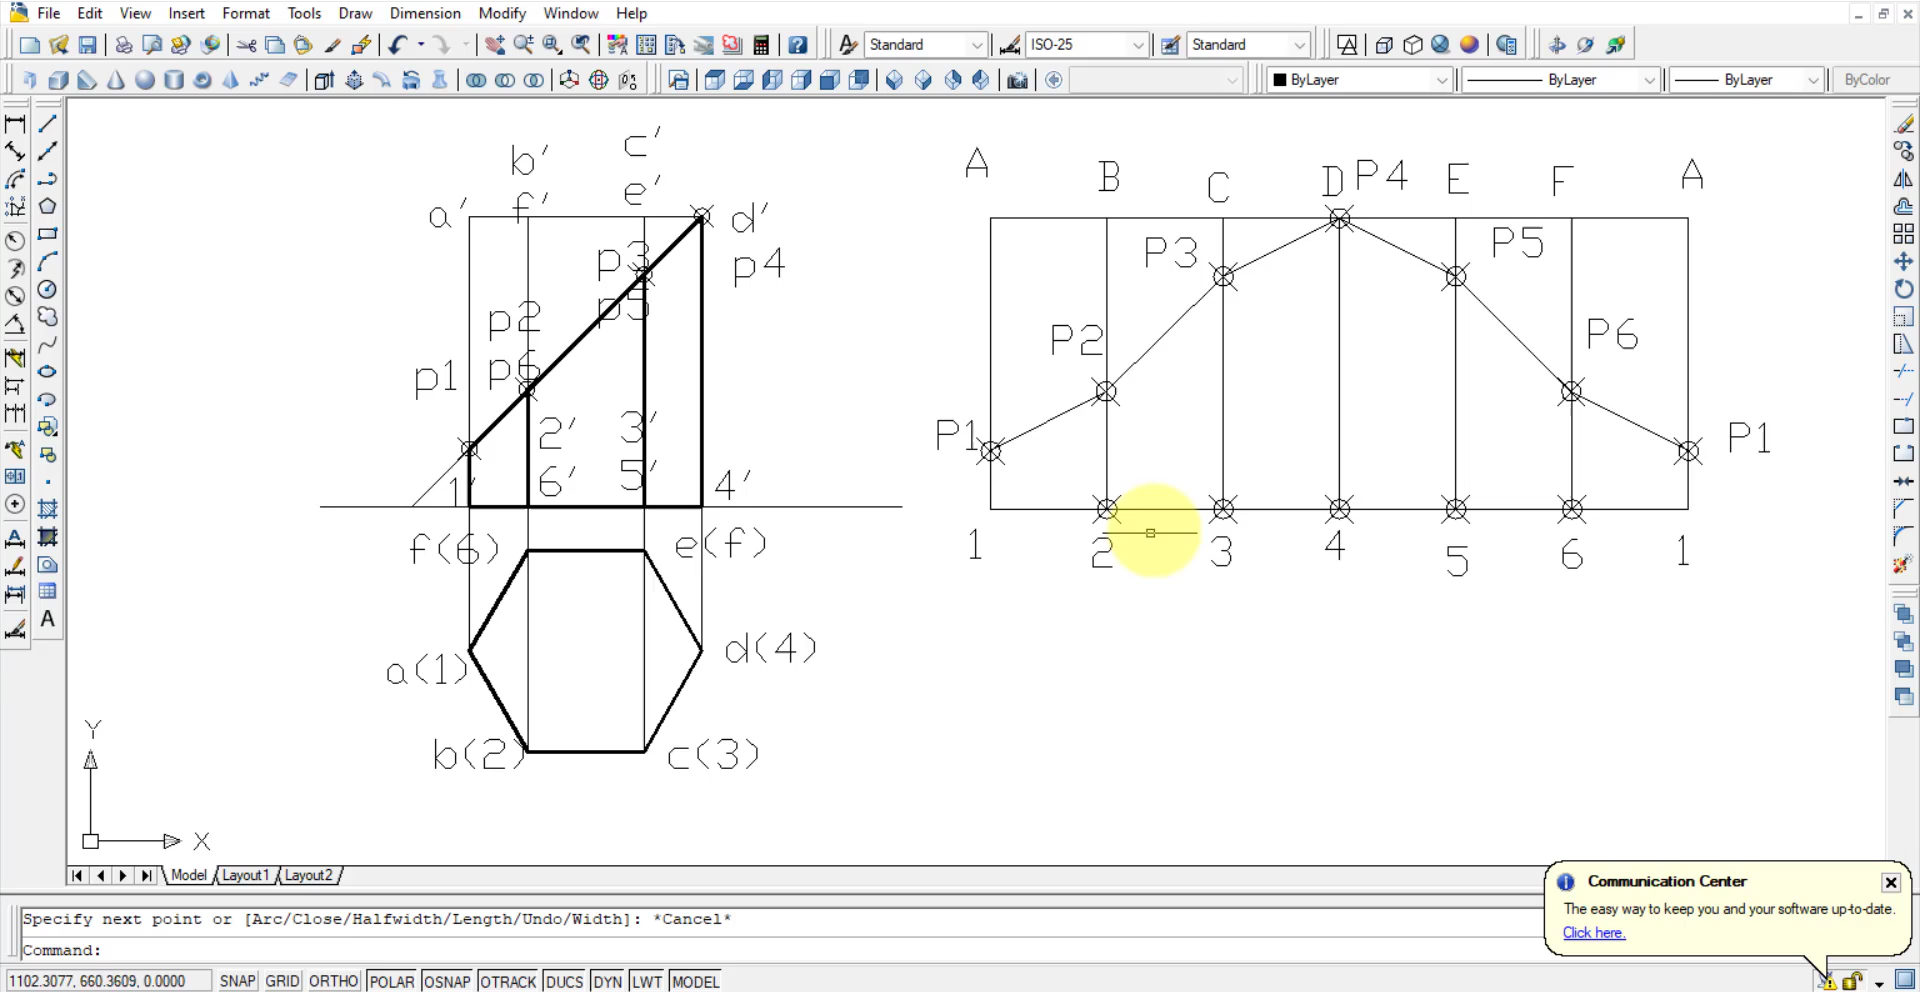 File Edit View Insert Format Tools Draw Dimension Modify Window Help
Standard ISO-25 Standard
ByLayer ByLayer ByLayer ByColor
c'
b'
A B C D P4 E F A
e'
a' f' d'
P3 P5
p3 p4
p5
p2 P2 P6
p1 p6
2' 3' P1 P1
1' 6' 5' 4'
f(6) e(f) 1 2 3 4 5 6 1
a(1) d(4)
b(2) c(3)
Y
X
Model Layout1 Layout2
Communication Center
The easy way to keep you and your software up-to-date.
Click here.
Specify next point or [Arc/Close/Halfwidth/Length/Undo/Width]: *Cancel*
Command:
1102.3077, 660.3609, 0.0000 SNAP GRID ORTHO POLAR OSNAP OTRACK DUCS DYN LWT MODEL